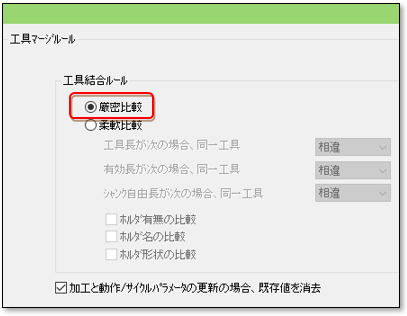 工具マージルール
工具結合ルール
厳密比較
柔軟比較
工具長が次の場合、同一工具 相違
有効長が次の場合、同一工具 相違
シャンク自由長が次の場合、同一工具 相違
ホルダ有無の比較
ホルダ名の比較
ホルダ形状の比較
加工と動作/サイクルパラメータの更新の場合、既存値を消去